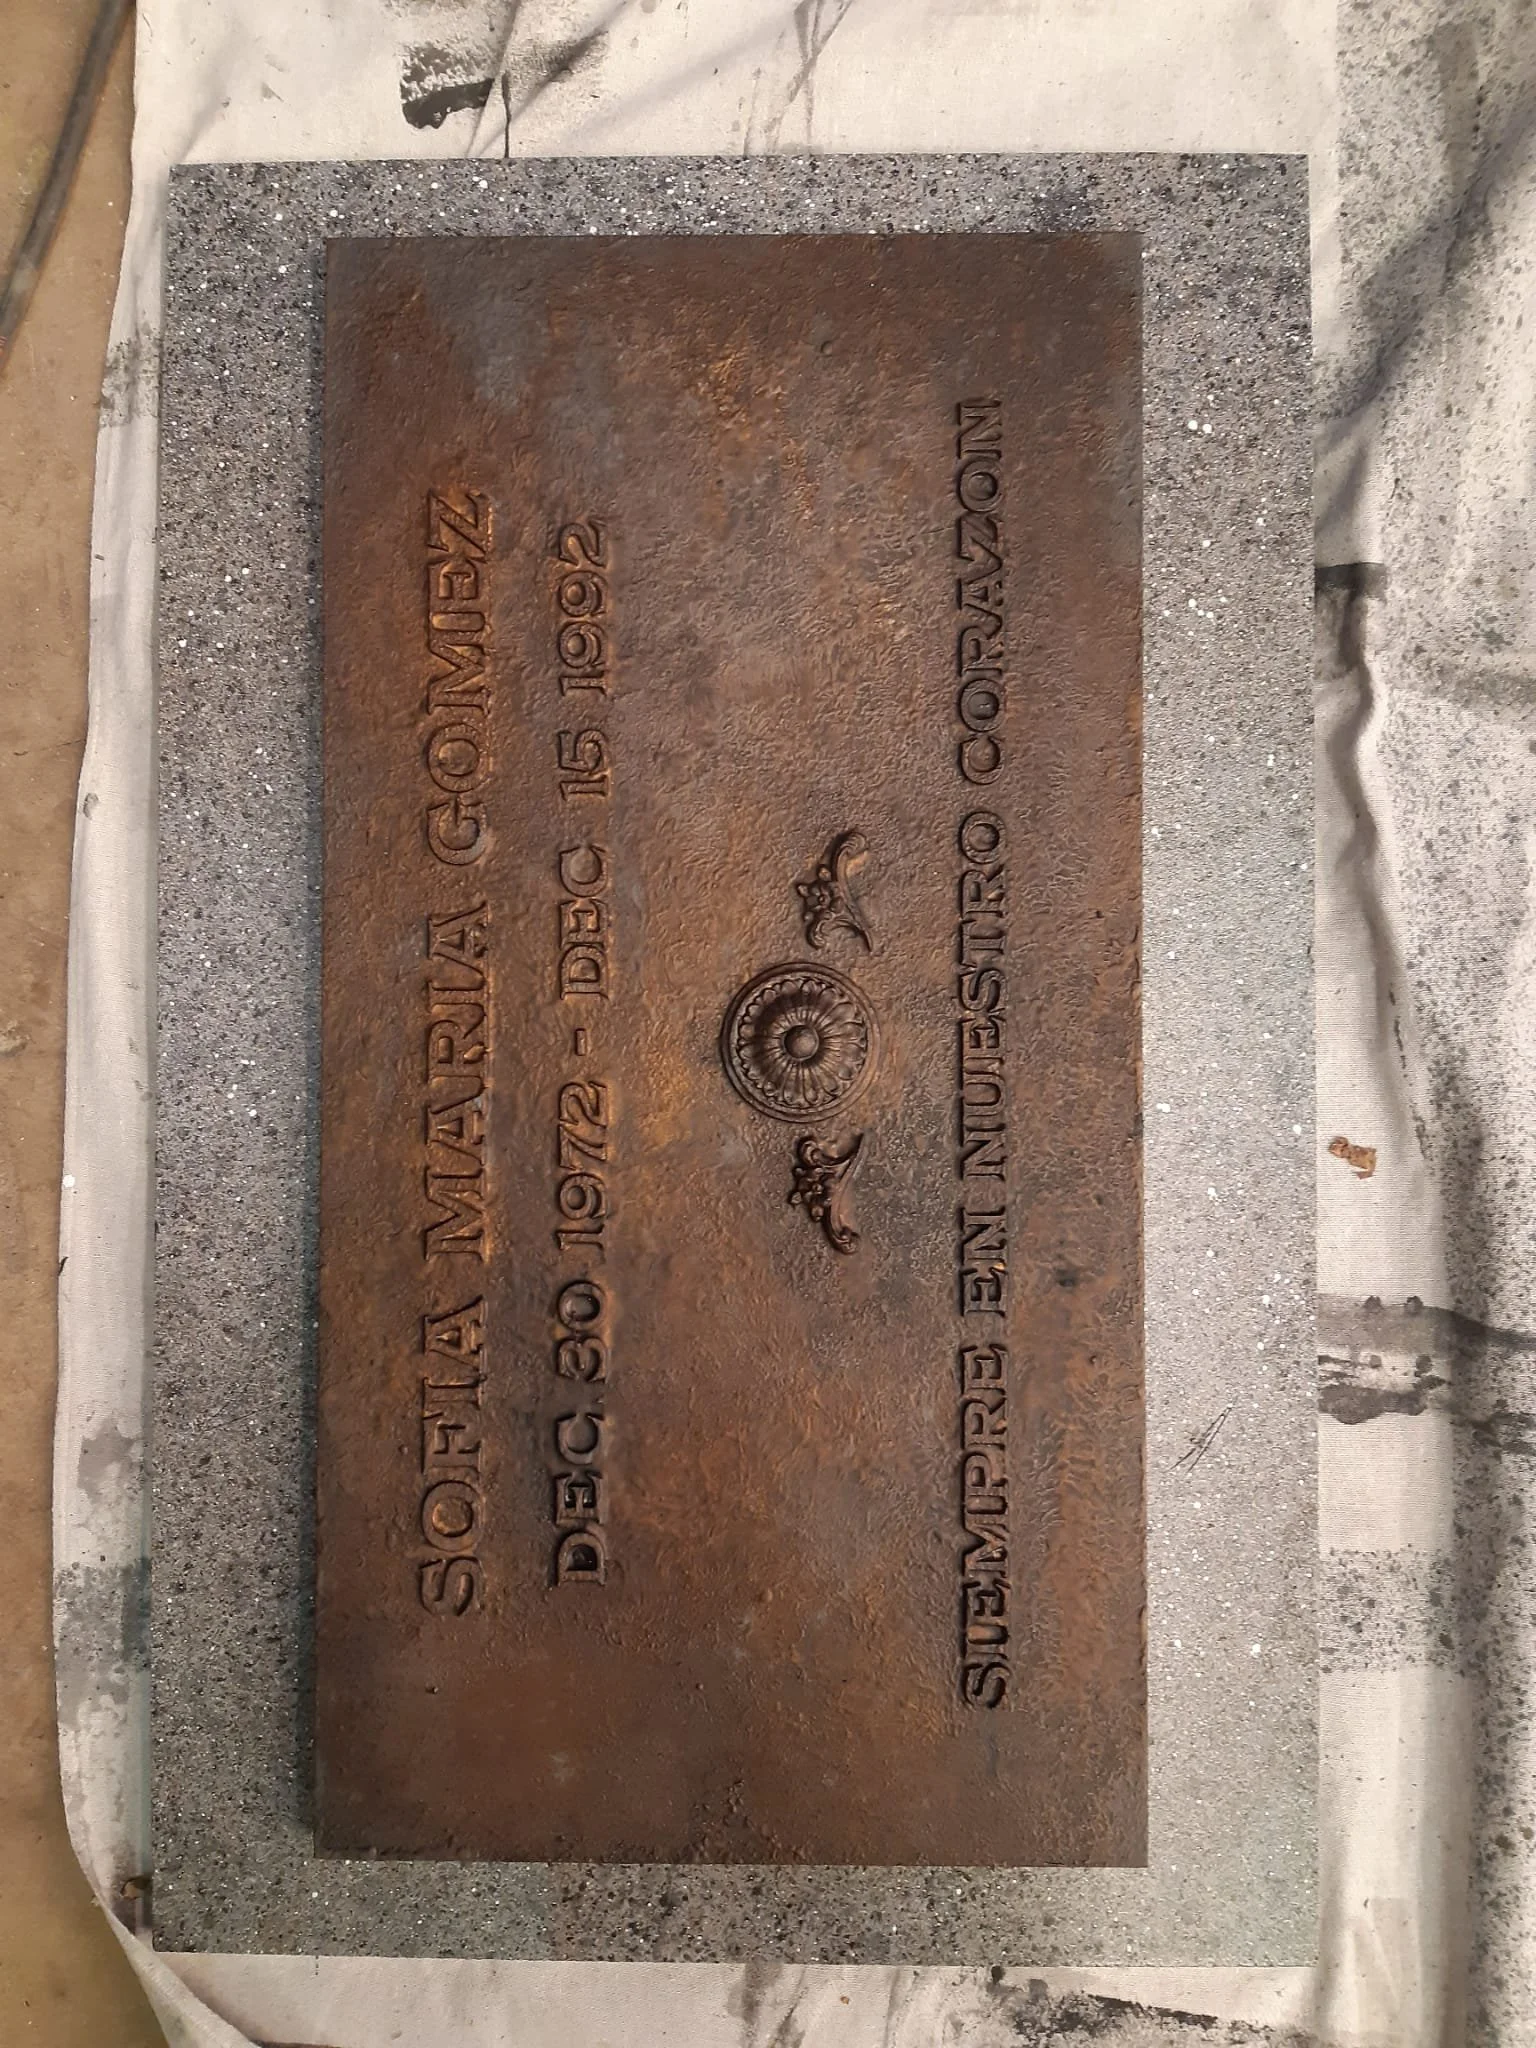 SOFIA MARIA GOMEZ
DEC 30 1972 - DEC 15 1992
SIEMPRE EN NUESTRO CORAZON